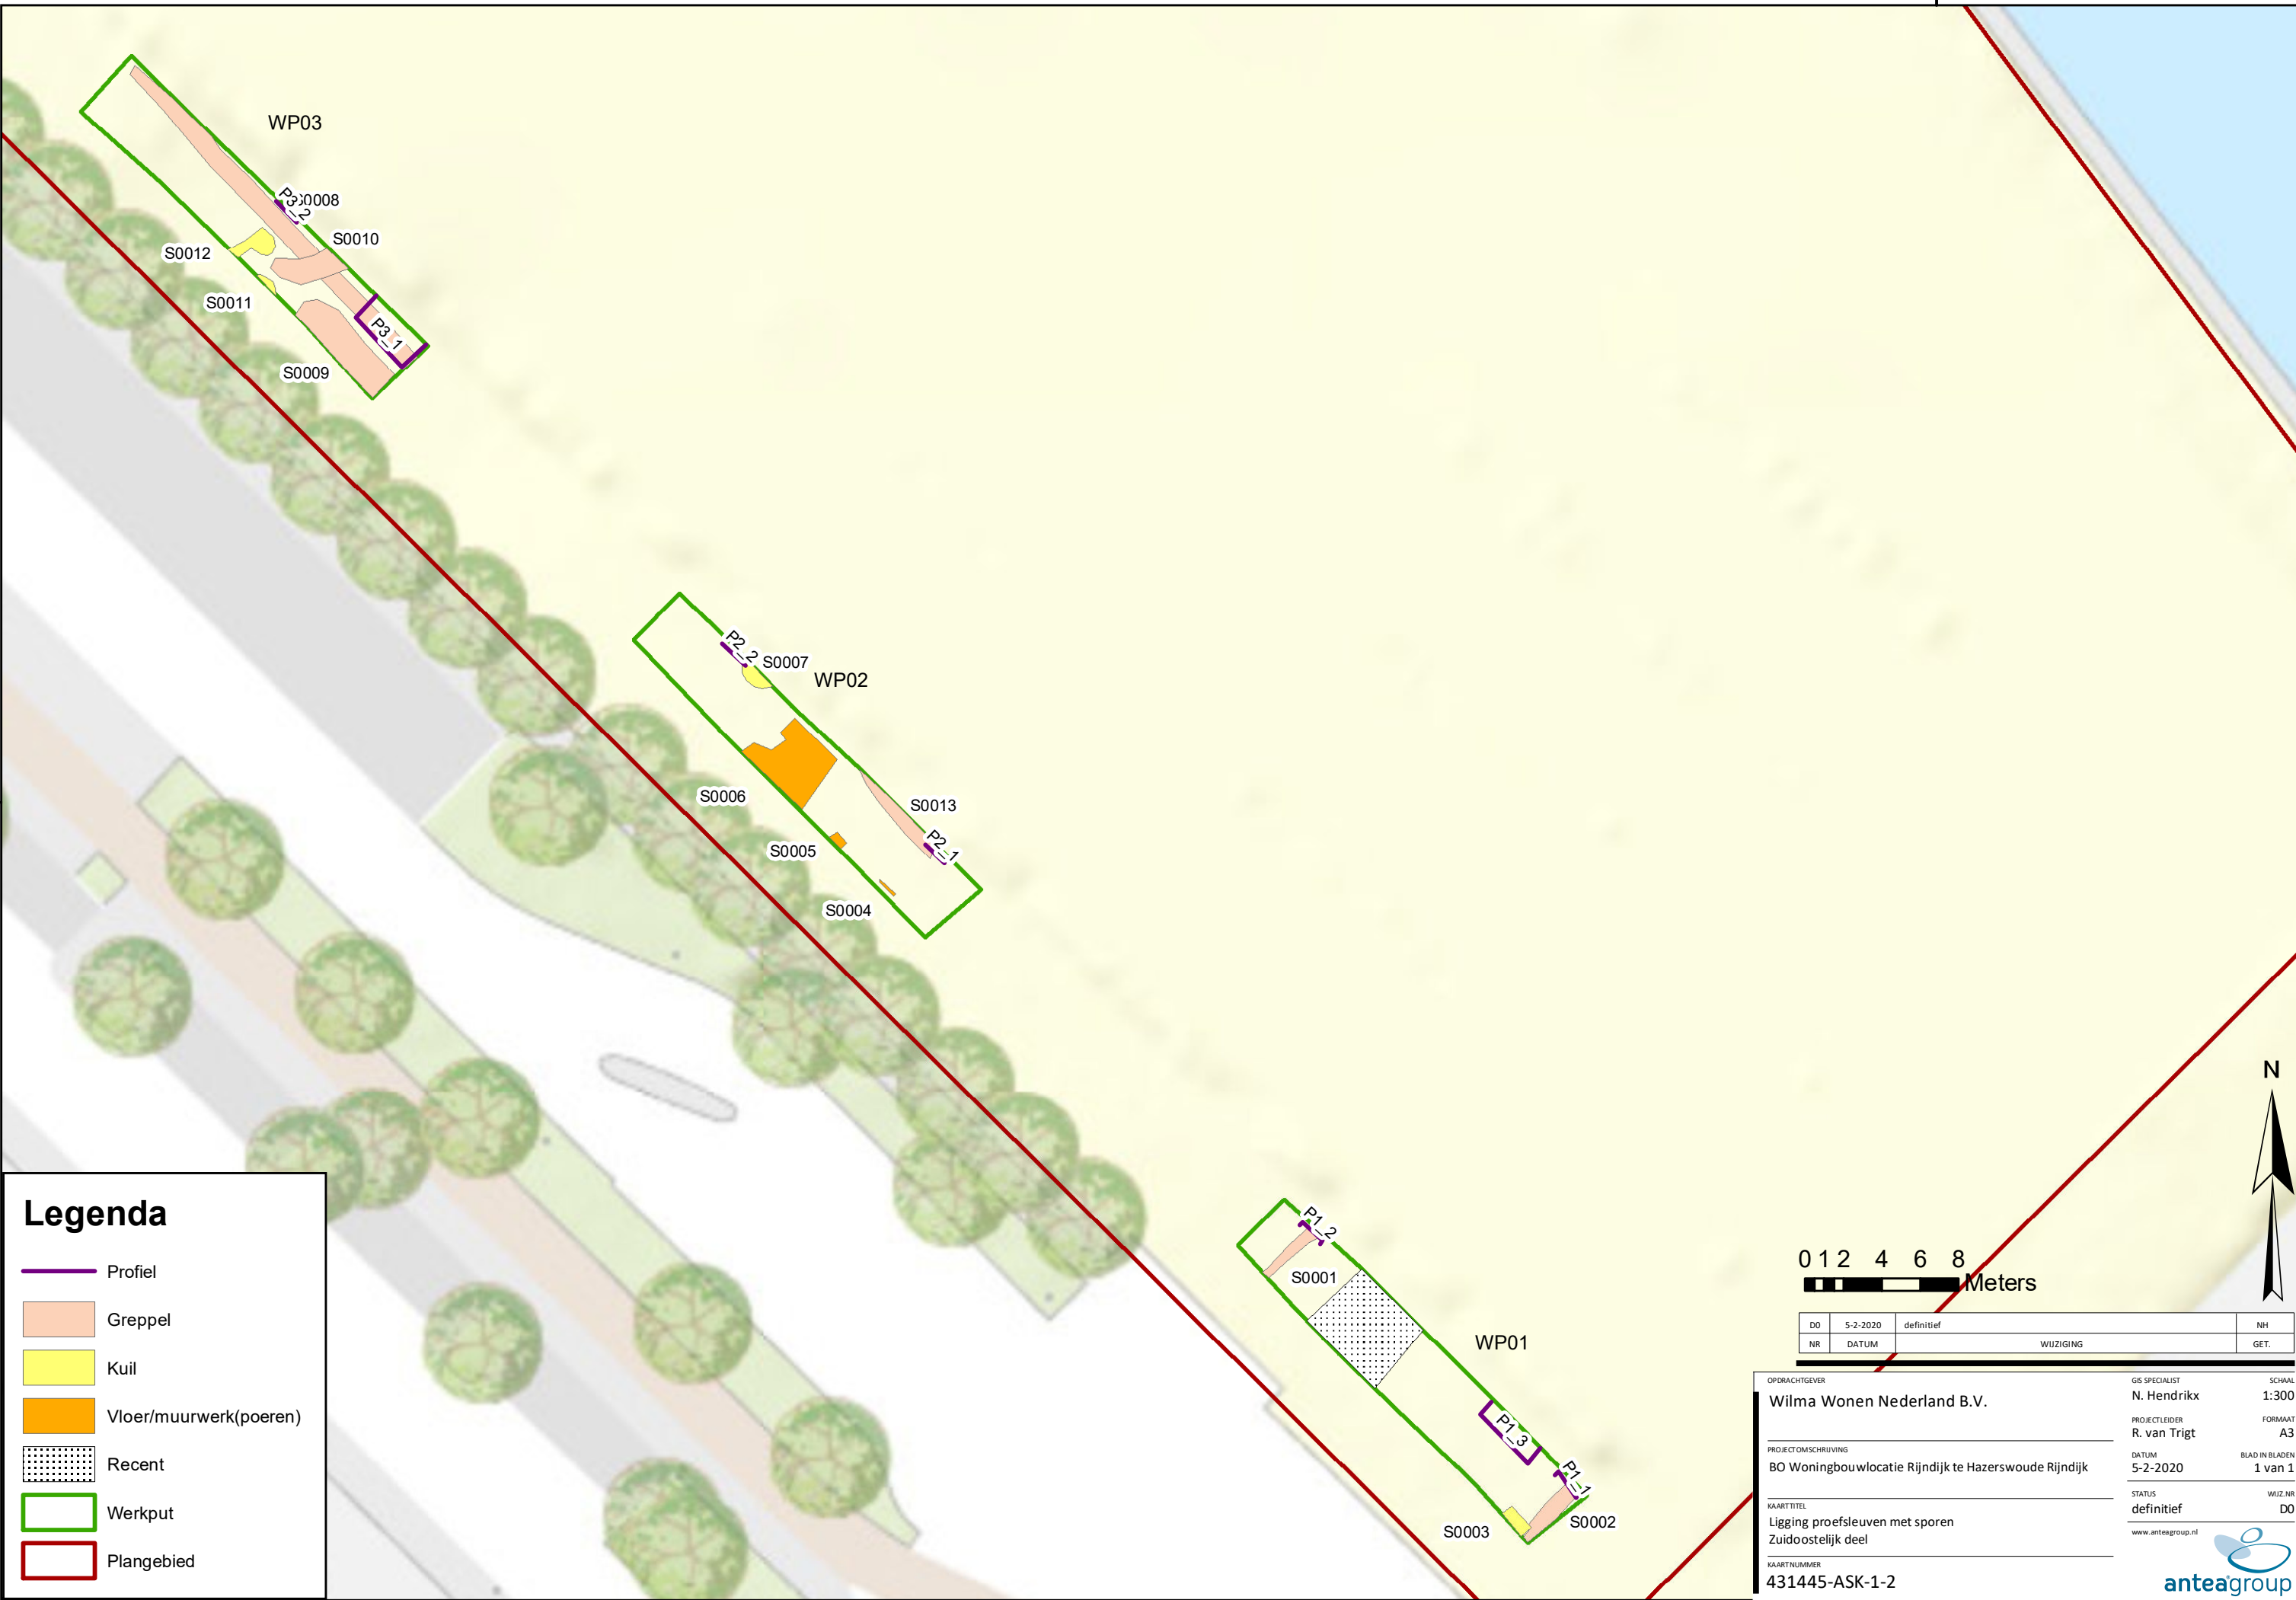 WP03
P3_2
S0008
S0010
S0012
S0011
P3_1
S0009
P2_2
S0007
WP02
S0006
S0013
S0005
P2_1
S0004
P1_2
S0001
WP01
P1_3
P1_1
S0003
S0002
Legenda
Profiel
Greppel
Kuil
Vloer/muurwerk(poeren)
Recent
Werkput
Plangebied
N
0 1 2 4 6 8
Meters
D0 5-2-2020 definitief NH
NR DATUM WIJZIGING GET.
OPDRACHTGEVER
Wilma Wonen Nederland B.V.
PROJECTOMSCHRIJVING
BO Woningbouwlocatie Rijndijk te Hazerswoude Rijndijk
KAARTTITEL
Ligging proefsleuven met sporen
Zuidoostelijk deel
KAARTNUMMER
431445-ASK-1-2
GIS SPECIALIST SCHAAL
N. Hendrikx 1:300
PROJECTLEIDER FORMAAT
R. van Trigt A3
DATUM BLAD IN BLADEN
5-2-2020 1 van 1
STATUS WIJZ.NR
definitief D0
www.anteagroup.nl
anteagroup